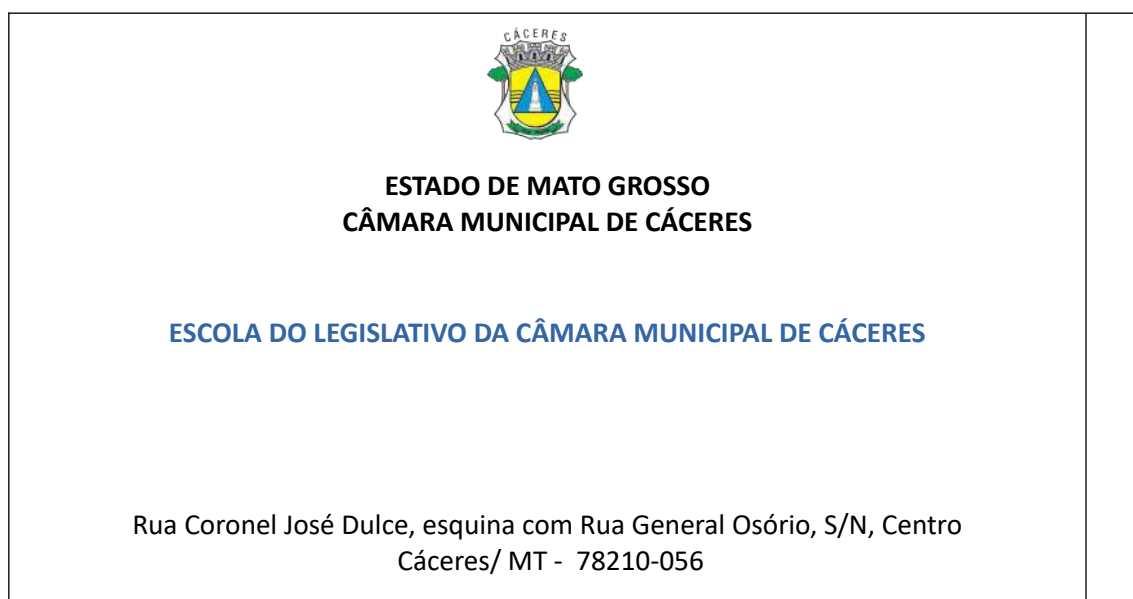 CÁCERES
ESTADO DE MATO GROSSO
CÂMARA MUNICIPAL DE CÁCERES
ESCOLA DO LEGISLATIVO DA CÂMARA MUNICIPAL DE CÁCERES
Rua Coronel José Dulce, esquina com Rua General Osório, S/N, Centro
Cáceres/ MT - 78210-056